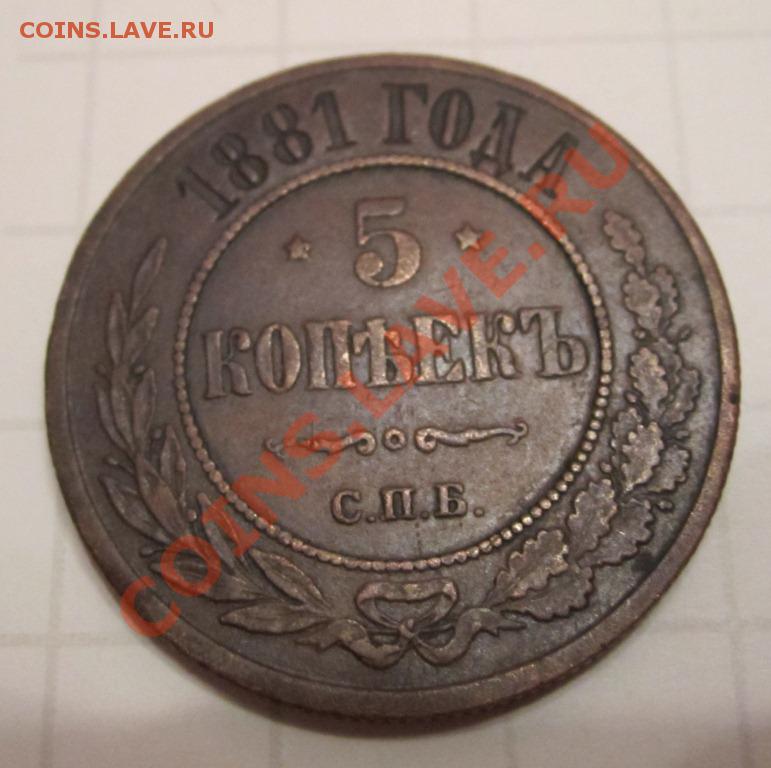 COINS.LAVE.RU
1881 ГОДА
5
КОПѢЕКЪ
С.П.Б.
COINS.LAVE.RU